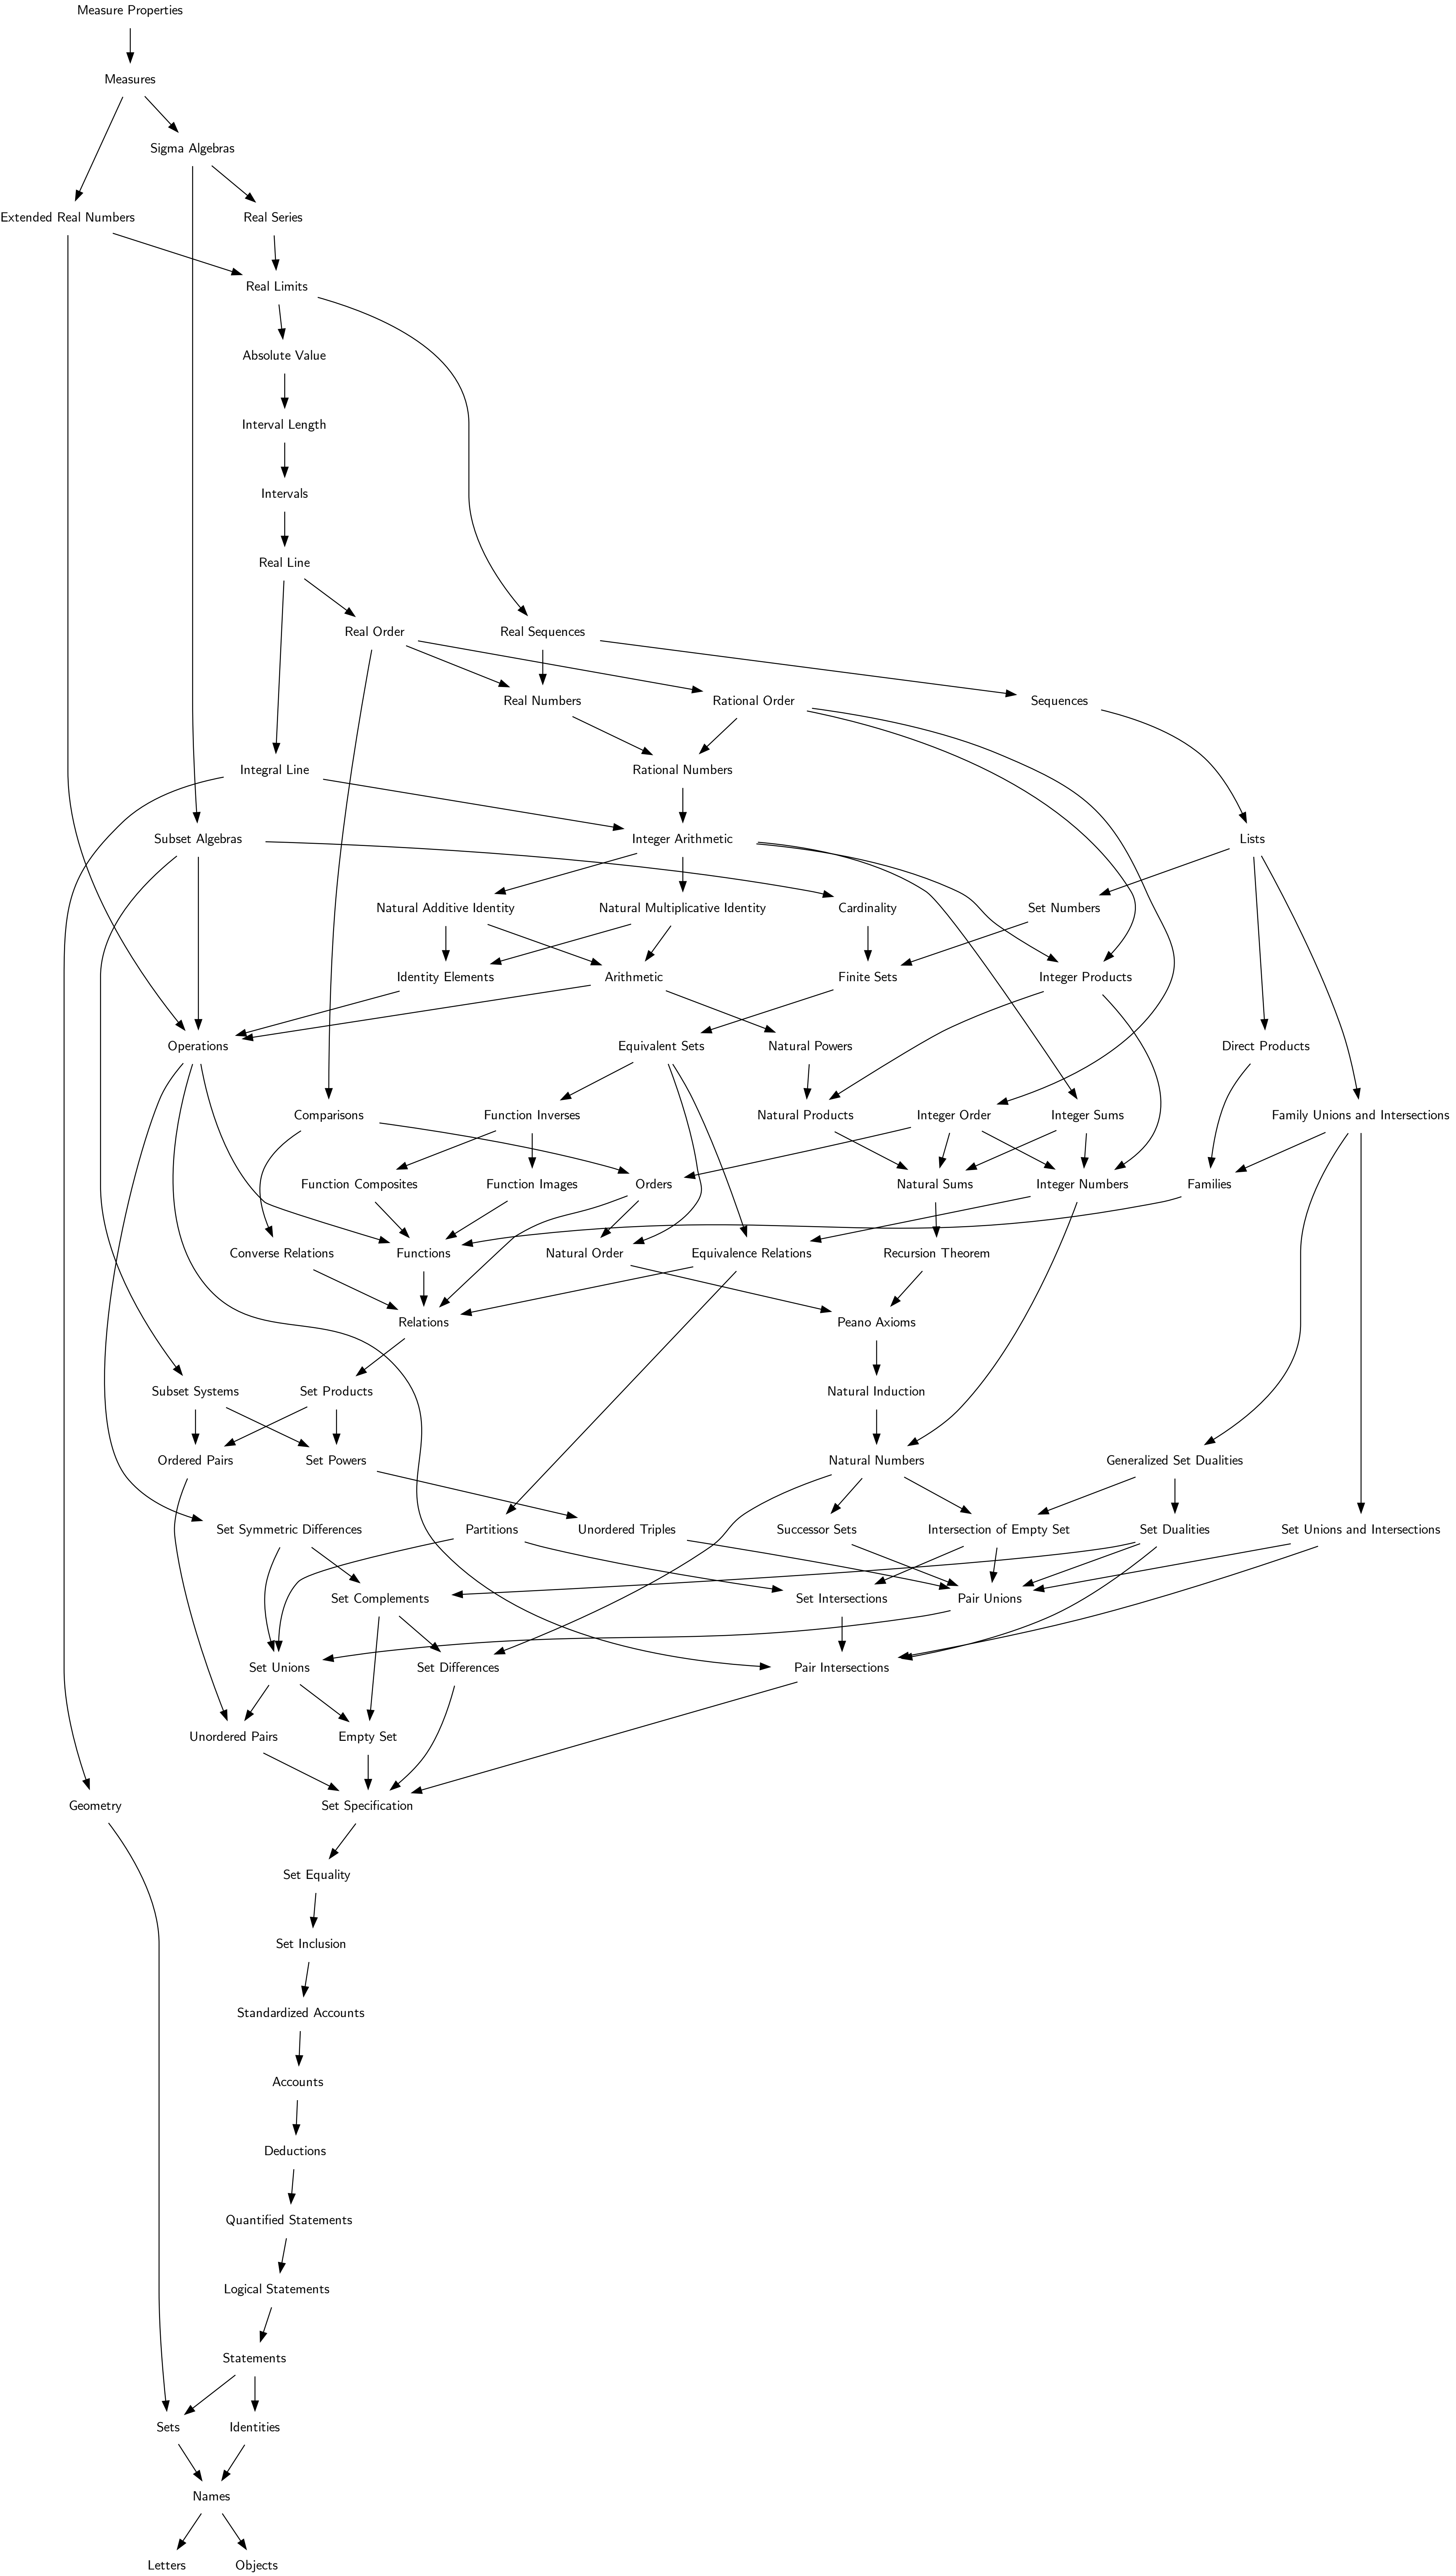 Measure Properties
Measures
Sigma Algebras
Extended Real Numbers
Real Series
Real Limits
Absolute Value
Interval Length
Intervals
Real Line
Real Order
Real Sequences
Real Numbers
Rational Order
Sequences
Integral Line
Rational Numbers
Subset Algebras
Integer Arithmetic
Lists
Natural Additive Identity
Natural Multiplicative Identity
Cardinality
Set Numbers
Identity Elements
Arithmetic
Finite Sets
Integer Products
Operations
Equivalent Sets
Natural Powers
Direct Products
Comparisons
Function Inverses
Natural Products
Integer Order
Integer Sums
Family Unions and Intersections
Function Composites
Function Images
Orders
Natural Sums
Integer Numbers
Families
Converse Relations
Functions
Natural Order
Equivalence Relations
Recursion Theorem
Relations
Peano Axioms
Subset Systems
Set Products
Natural Induction
Ordered Pairs
Set Powers
Natural Numbers
Generalized Set Dualities
Set Symmetric Differences
Partitions
Unordered Triples
Successor Sets
Intersection of Empty Set
Set Dualities
Set Unions and Intersections
Set Complements
Set Intersections
Pair Unions
Set Unions
Set Differences
Pair Intersections
Unordered Pairs
Empty Set
Geometry
Set Specification
Set Equality
Set Inclusion
Standardized Accounts
Accounts
Deductions
Quantified Statements
Logical Statements
Statements
Sets
Identities
Names
Letters
Objects